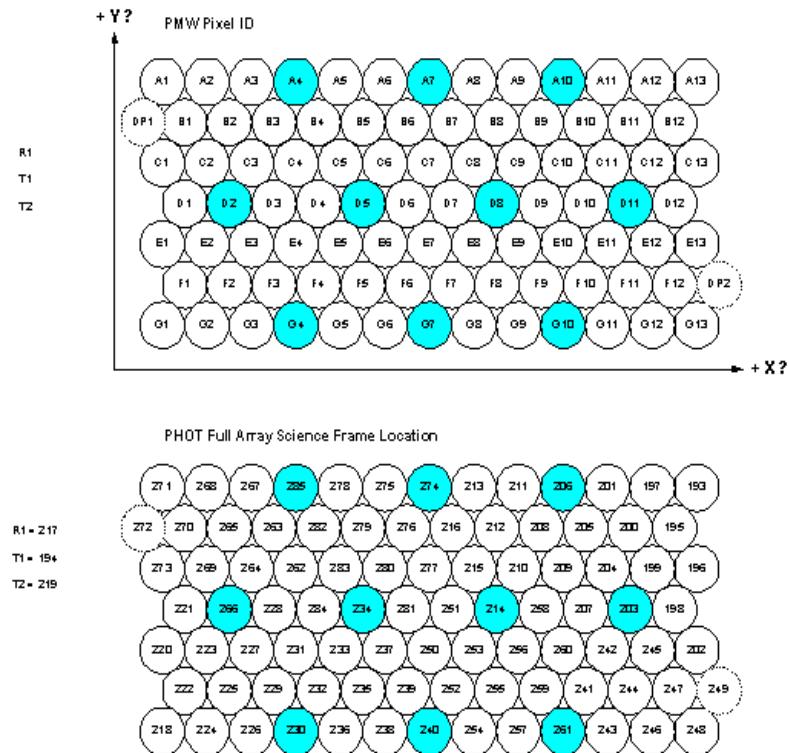 + Y?
PMW Pixel ID
A1 A2 A3 A4 A5 A6 A7 A8 A9 A10 A11 A12 A13
DP1 B1 B2 B3 B4 B5 B6 B7 B8 B9 B10 B11 B12
R1
C1 C2 C3 C4 C5 C6 C7 C8 C9 C10 C11 C12 C13
T1
T2
D1 D2 D3 D4 D5 D6 D7 D8 D9 D10 D11 D12
E1 E2 E3 E4 E5 E6 E7 E8 E9 E10 E11 E12 E13
F1 F2 F3 F4 F5 F6 F7 F8 F9 F10 F11 F12 DP2
G1 G2 G3 G4 G5 G6 G7 G8 G9 G10 G11 G12 G13
+ X?
PHOT Full Array Science Frame Location
271 268 267 285 278 275 274 213 211 206 201 197 193
272 270 265 263 282 279 276 216 212 208 205 200 195
R1 = 217
T1 = 194
273 269 264 262 283 280 277 215 210 209 204 199 196
T2 = 219
221 266 228 284 234 281 251 214 258 207 203 198
220 223 227 231 233 237 250 253 256 260 242 245 202
222 225 229 232 235 239 252 255 259 241 244 247 249
218 224 226 230 236 238 240 254 257 261 243 246 248